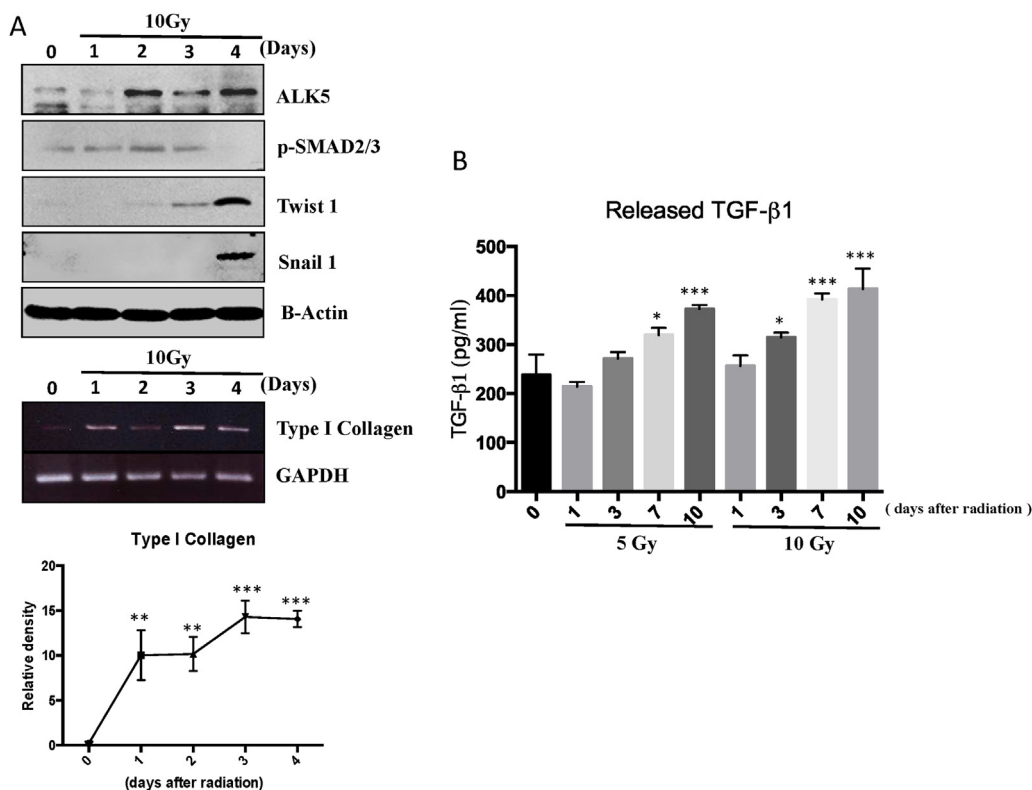 A
10Gy
0 1 2 3 4 (Days)
ALK5
p-SMAD2/3
Twist 1
Snail 1
B-Actin
10Gy
0 1 2 3 4 (Days)
Type I Collagen
GAPDH
Type I Collagen
Relative density
20
15
10
5
0
** ** *** ***
0 1 2 3 4
(days after radiation)
B
Released TGF-β1
TGF-β1 (pg/ml)
500
400
300
200
100
0
* *** * *** ***
0 1 3 7 10 1 3 7 10 ( days after radiation )
5 Gy 10 Gy